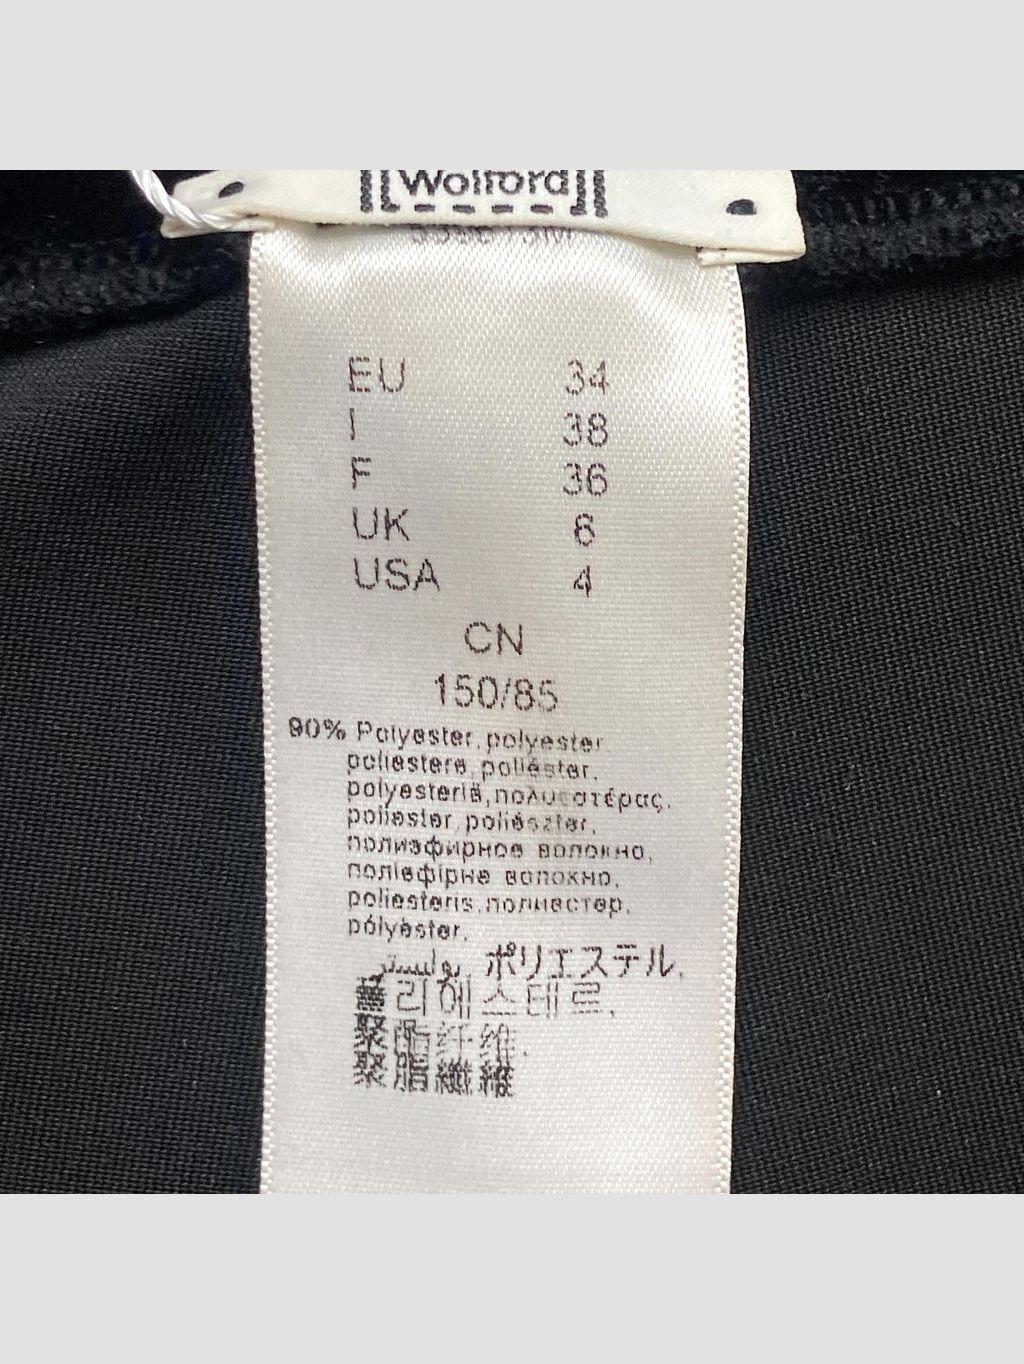 Wolford
EU 34
I 38
F 36
UK 6
USA 4
CN
150/85
90% Polyester, polyester,
poliestere, poliéster,
polyesteriä, πολυεστέρας,
poliester, poliészter,
полиэфирное волокно,
поліефірне волокно,
poliesteris, полиестер,
pólyester,
ポリエステル,
리에스테르,
聚酯纤维,
聚脂纖維